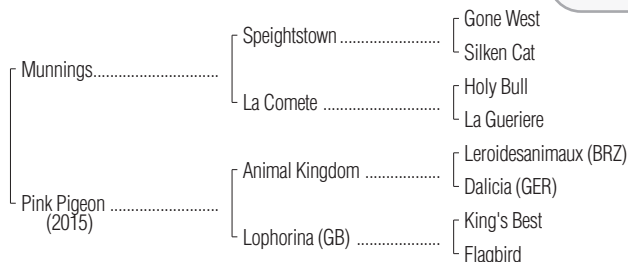 Gone West
Speightstown
Silken Cat
Munnings
Holy Bull
La Comete
La Gueriere
Leroidesanimaux (BRZ)
Animal Kingdom
Dalicia (GER)
Pink Pigeon
(2015)
King's Best
Lophorina (GB)
Flagbird